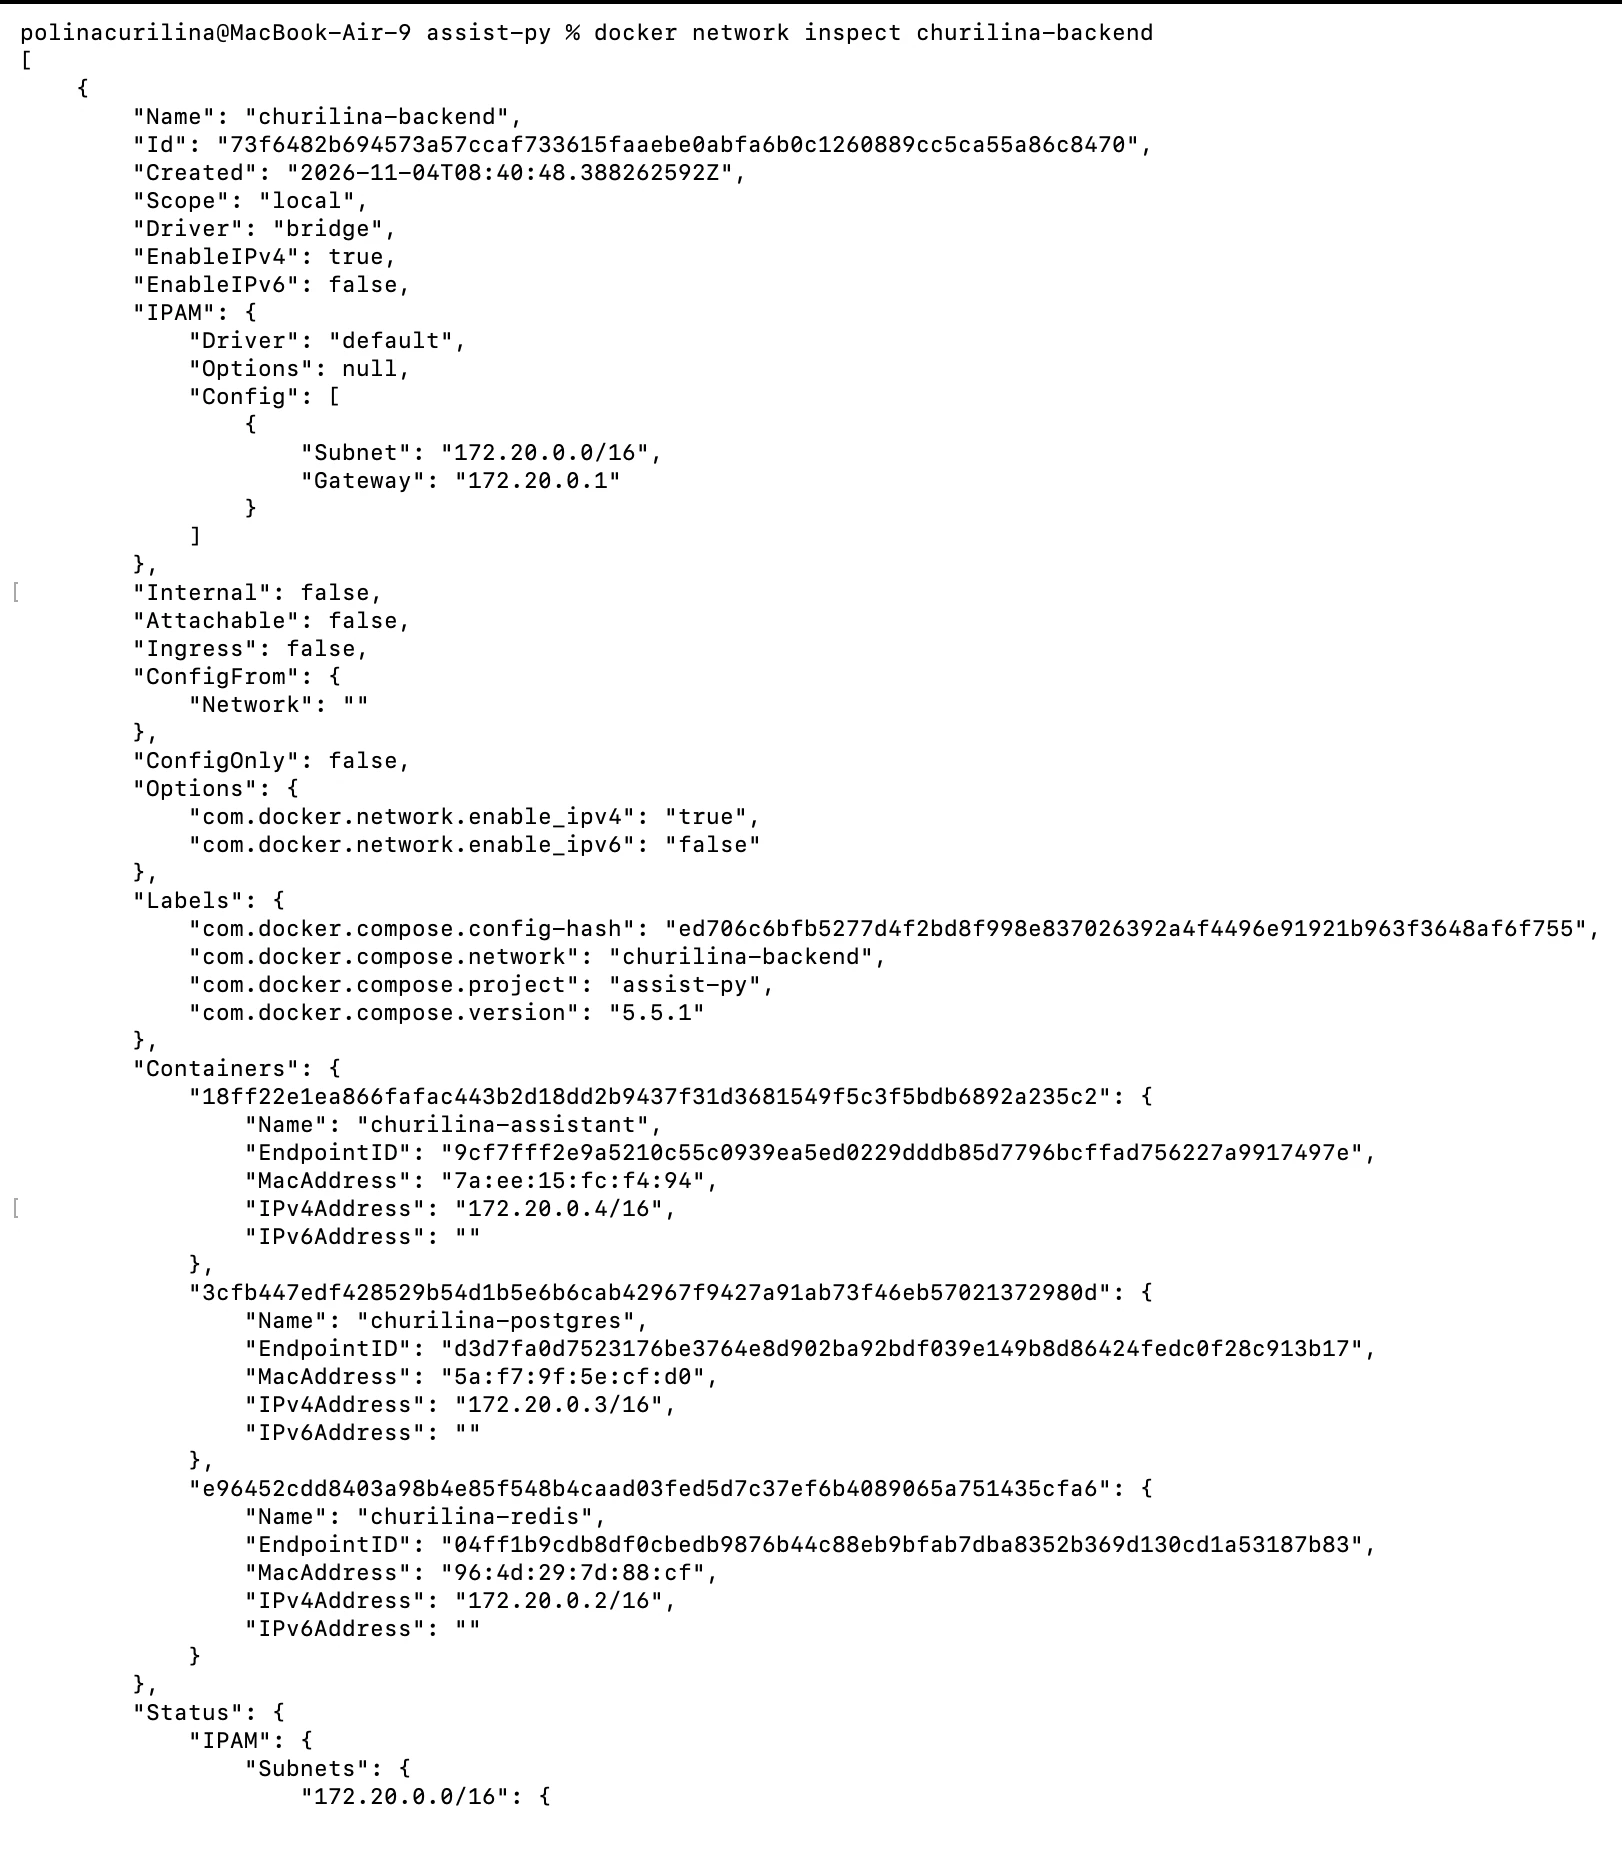 polinacurilina@MacBook-Air-9 assist-py % docker network inspect churilina-backend
[
    {
        "Name": "churilina-backend",
        "Id": "73f6482b694573a57ccaf733615faaebe0abfa6b0c1260889cc5ca55a86c8470",
        "Created": "2026-11-04T08:40:48.388262592Z",
        "Scope": "local",
        "Driver": "bridge",
        "EnableIPv4": true,
        "EnableIPv6": false,
        "IPAM": {
            "Driver": "default",
            "Options": null,
            "Config": [
                {
                    "Subnet": "172.20.0.0/16",
                    "Gateway": "172.20.0.1"
                }
            ]
        },
[       "Internal": false,
        "Attachable": false,
        "Ingress": false,
        "ConfigFrom": {
            "Network": ""
        },
        "ConfigOnly": false,
        "Options": {
            "com.docker.network.enable_ipv4": "true",
            "com.docker.network.enable_ipv6": "false"
        },
        "Labels": {
            "com.docker.compose.config-hash": "ed706c6bfb5277d4f2bd8f998e837026392a4f4496e91921b963f3648af6f755",
            "com.docker.compose.network": "churilina-backend",
            "com.docker.compose.project": "assist-py",
            "com.docker.compose.version": "5.5.1"
        },
        "Containers": {
            "18ff22e1ea866fafac443b2d18dd2b9437f31d3681549f5c3f5bdb6892a235c2": {
                "Name": "churilina-assistant",
                "EndpointID": "9cf7fff2e9a5210c55c0939ea5ed0229dddb85d7796bcffad756227a9917497e",
                "MacAddress": "7a:ee:15:fc:f4:94",
[               "IPv4Address": "172.20.0.4/16",
                "IPv6Address": ""
            },
            "3cfb447edf428529b54d1b5e6b6cab42967f9427a91ab73f46eb57021372980d": {
                "Name": "churilina-postgres",
                "EndpointID": "d3d7fa0d7523176be3764e8d902ba92bdf039e149b8d86424fedc0f28c913b17",
                "MacAddress": "5a:f7:9f:5e:cf:d0",
                "IPv4Address": "172.20.0.3/16",
                "IPv6Address": ""
            },
            "e96452cdd8403a98b4e85f548b4caad03fed5d7c37ef6b4089065a751435cfa6": {
                "Name": "churilina-redis",
                "EndpointID": "04ff1b9cdb8df0cbedb9876b44c88eb9bfab7dba8352b369d130cd1a53187b83",
                "MacAddress": "96:4d:29:7d:88:cf",
                "IPv4Address": "172.20.0.2/16",
                "IPv6Address": ""
            }
        },
        "Status": {
            "IPAM": {
                "Subnets": {
                    "172.20.0.0/16": {